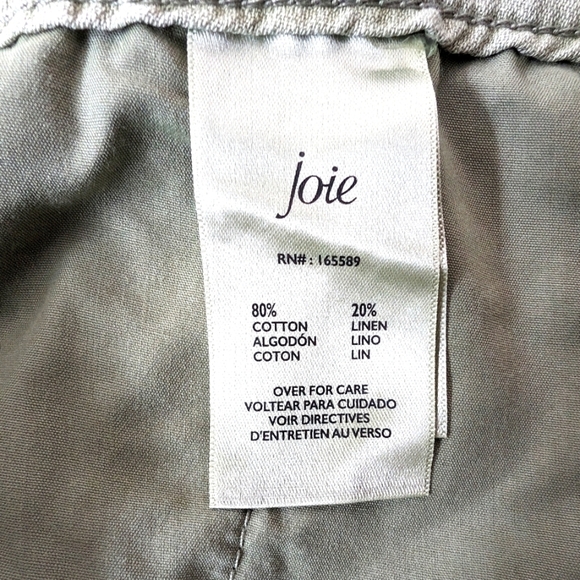 Joie
RN#: 165589
80% 20%
COTTON LINEN
ALGODÓN LINO
COTON LIN
OVER FOR CARE
VOLTEAR PARA CUIDADO
VOIR DIRECTIVES
D'ENTRETIEN AU VERSO